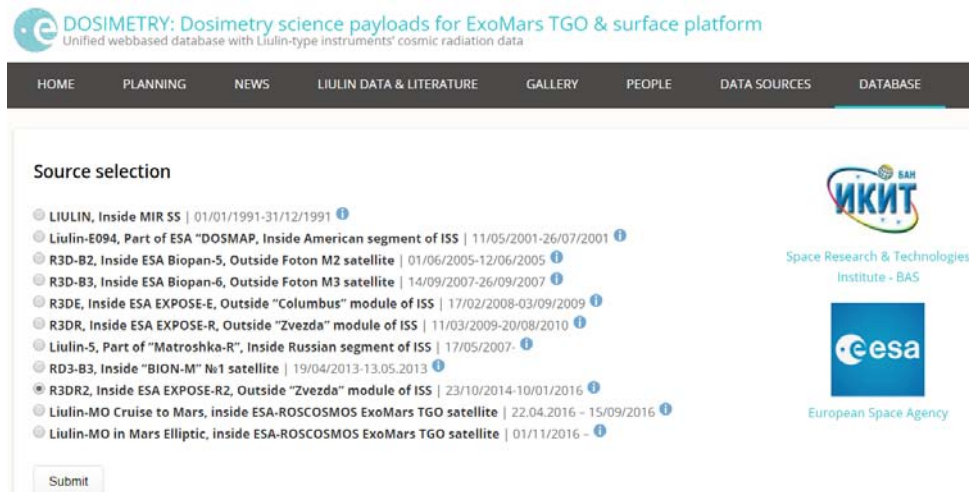 DOSIMETRY: Dosimetry science payloads for ExoMars TGO & surface platform
Unified webbased database with Liulin-type instruments' cosmic radiation data
HOME PLANNING NEWS LIULIN DATA & LITERATURE GALLERY PEOPLE DATA SOURCES DATABASE
Source selection
LIULIN, Inside MIR SS | 01/01/1991-31/12/1991
Liulin-E094, Part of ESA "DOSMAP, Inside American segment of ISS | 11/05/2001-26/07/2001
R3D-B2, Inside ESA Biopan-5, Outside Foton M2 satellite | 01/06/2005-12/06/2005
R3D-B3, Inside ESA Biopan-6, Outside Foton M3 satellite | 14/09/2007-26/09/2007
R3DE, Inside ESA EXPOSE-E, Outside "Columbus" module of ISS | 17/02/2008-03/09/2009
R3DR, Inside ESA EXPOSE-R, Outside "Zvezda" module of ISS | 11/03/2009-20/08/2010
Liulin-5, Part of "Matroshka-R", Inside Russian segment of ISS | 17/05/2007-
RD3-B3, Inside "BION-M" №1 satellite | 19/04/2013-13.05.2013
R3DR2, Inside ESA EXPOSE-R2, Outside "Zvezda" module of ISS | 23/10/2014-10/01/2016
Liulin-MO Cruise to Mars, inside ESA-ROSCOSMOS ExoMars TGO satellite | 22.04.2016 – 15/09/2016
Liulin-MO in Mars Elliptic, inside ESA-ROSCOSMOS ExoMars TGO satellite | 01/11/2016 –
Submit
БАН
ИКИТ
Space Research & Technologies
Institute - BAS
esa
European Space Agency